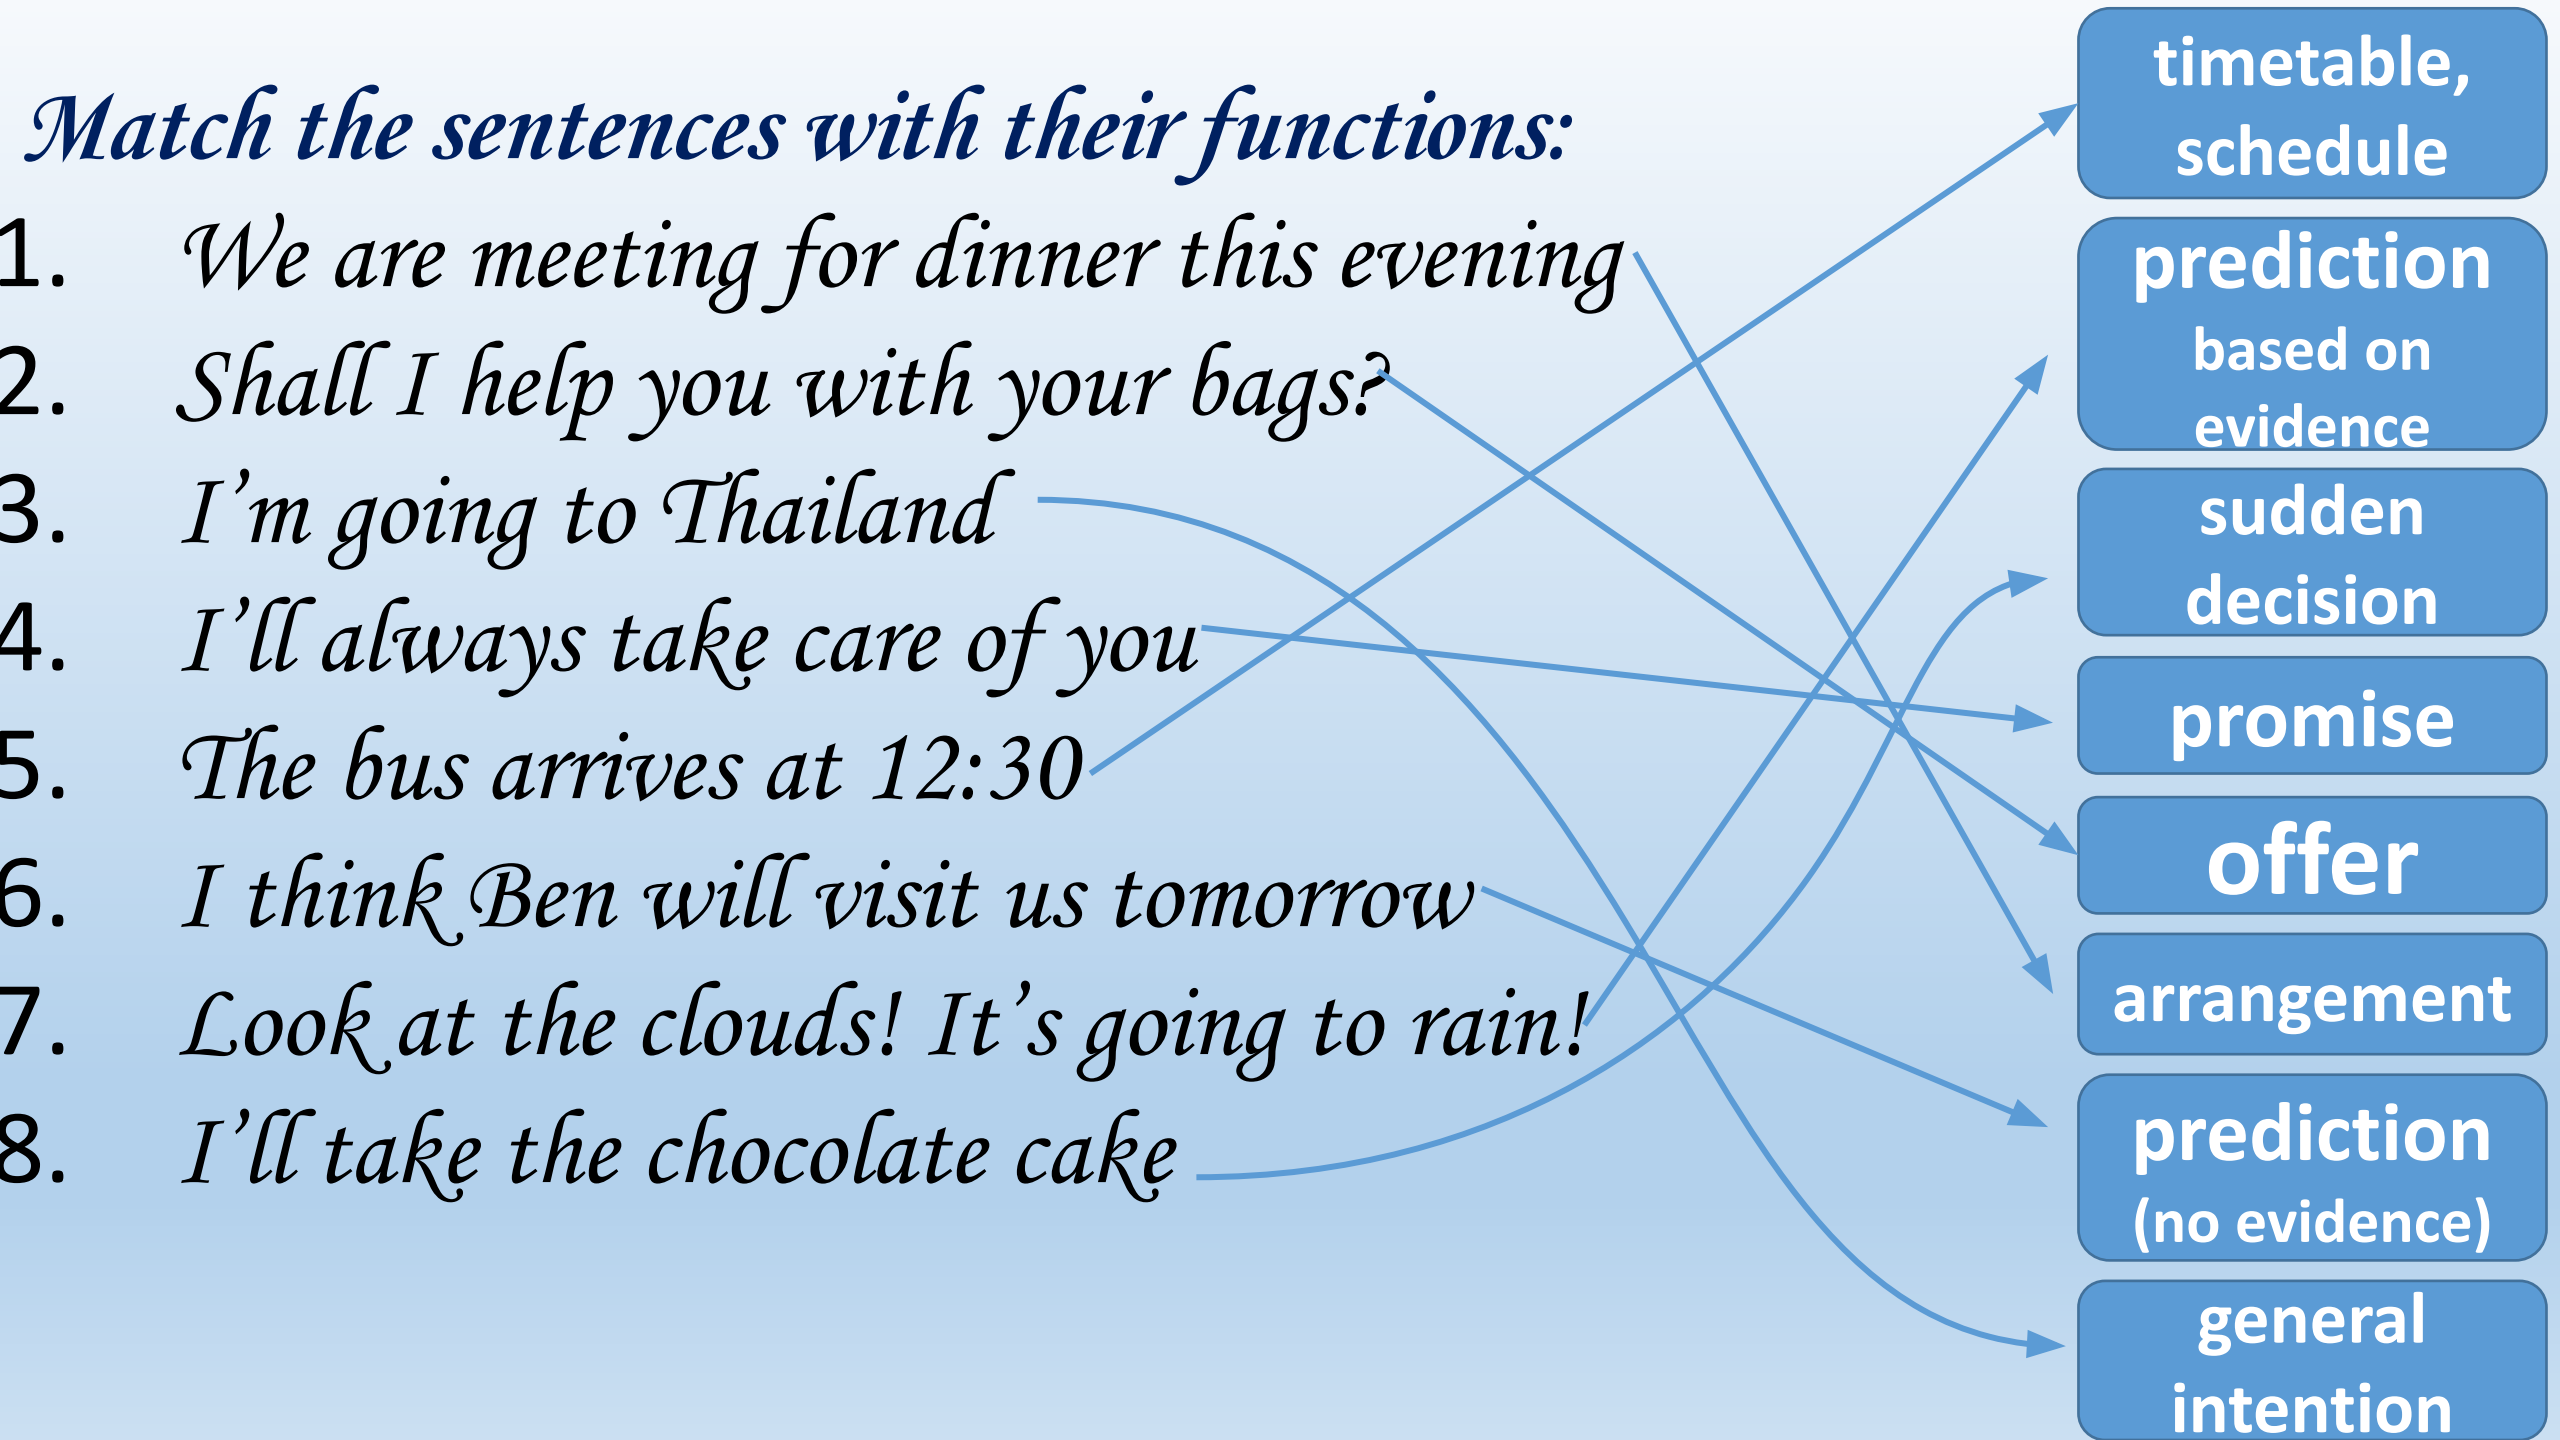 Match the sentences with their functions:
1. We are meeting for dinner this evening
2. Shall I help you with your bags?
3. I’m going to Thailand
4. I’ll always take care of you
5. The bus arrives at 12:30
6. I think Ben will visit us tomorrow
7. Look at the clouds! It’s going to rain!
8. I’ll take the chocolate cake
timetable,
schedule
prediction
based on
evidence
sudden
decision
promise
offer
arrangement
prediction
(no evidence)
general
intention